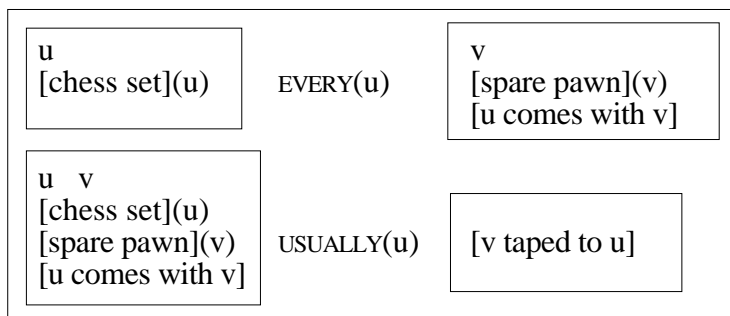 u
[chess set](u)
EVERY(u)
v
[spare pawn](v)
[u comes with v]
u v
[chess set](u)
[spare pawn](v)
[u comes with v]
USUALLY(u)
[v taped to u]